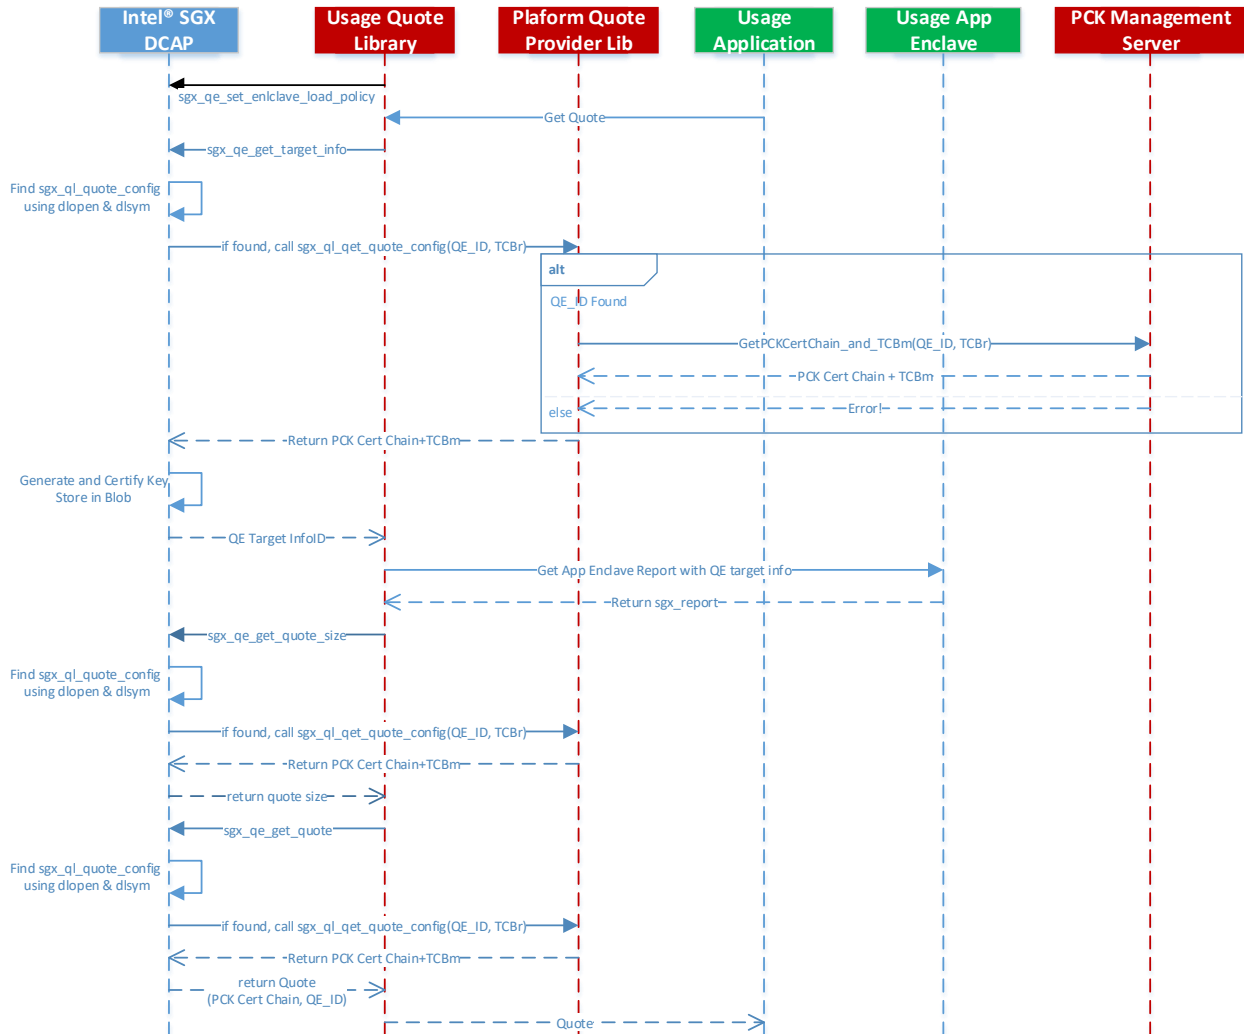 Intel® SGX
DCAP
Usage Quote
Library
Plaform Quote
Provider Lib
Usage
Application
Usage App
Enclave
PCK Management
Server
sgx_qe_set_enlclave_load_policy
Get Quote
sgx_qe_get_target_info
Find sgx_ql_quote_config
using dlopen & dlsym
if found, call sgx_ql_qet_quote_config(QE_ID, TCBr)
alt
QE_ID Found
GetPCKCertChain_and_TCBm(QE_ID, TCBr)
PCK Cert Chain + TCBm
Error!
else
Return PCK Cert Chain+TCBm
Generate and Certify Key
Store in Blob
QE Target InfoID
Get App Enclave Report with QE target info
Return sgx_report
sgx_qe_get_quote_size
Find sgx_ql_quote_config
using dlopen & dlsym
if found, call sgx_ql_qet_quote_config(QE_ID, TCBr)
Return PCK Cert Chain+TCBm
return quote size
sgx_qe_get_quote
Find sgx_ql_quote_config
using dlopen & dlsym
if found, call sgx_ql_qet_quote_config(QE_ID, TCBr)
Return PCK Cert Chain+TCBm
return Quote
(PCK Cert Chain, QE_ID)
Quote